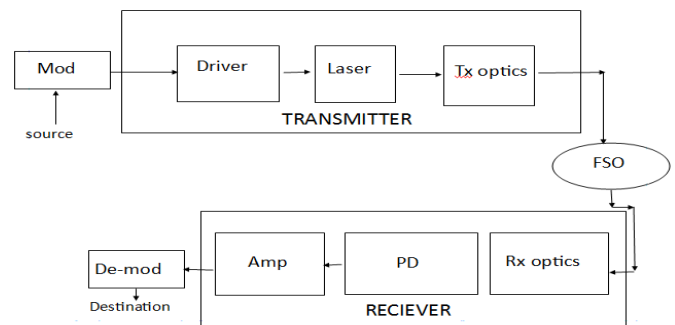 Mod
Driver
Laser
Tx optics
source
TRANSMITTER
FSO
De-mod
Amp
PD
Rx optics
Destination
RECIEVER